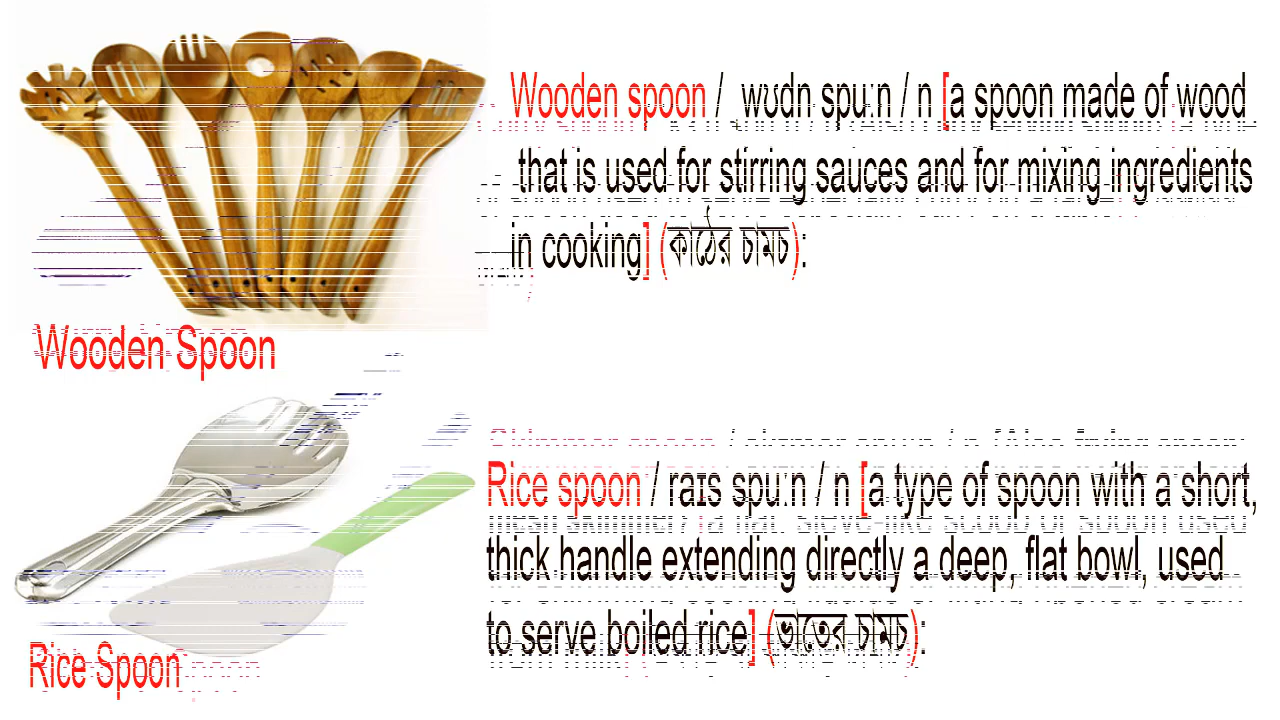 Wooden spoon / wʊdn spuːn / n [a spoon made of wood
that is used for stirring sauces and for mixing ingredients
in cooking] (কাঠের চামচ):
Wooden Spoon
Rice spoon / raɪs spuːn / n [a type of spoon with a short,
thick handle extending directly a deep, flat bowl, used
to serve boiled rice] (ভাতের চামচ):
Rice Spoon